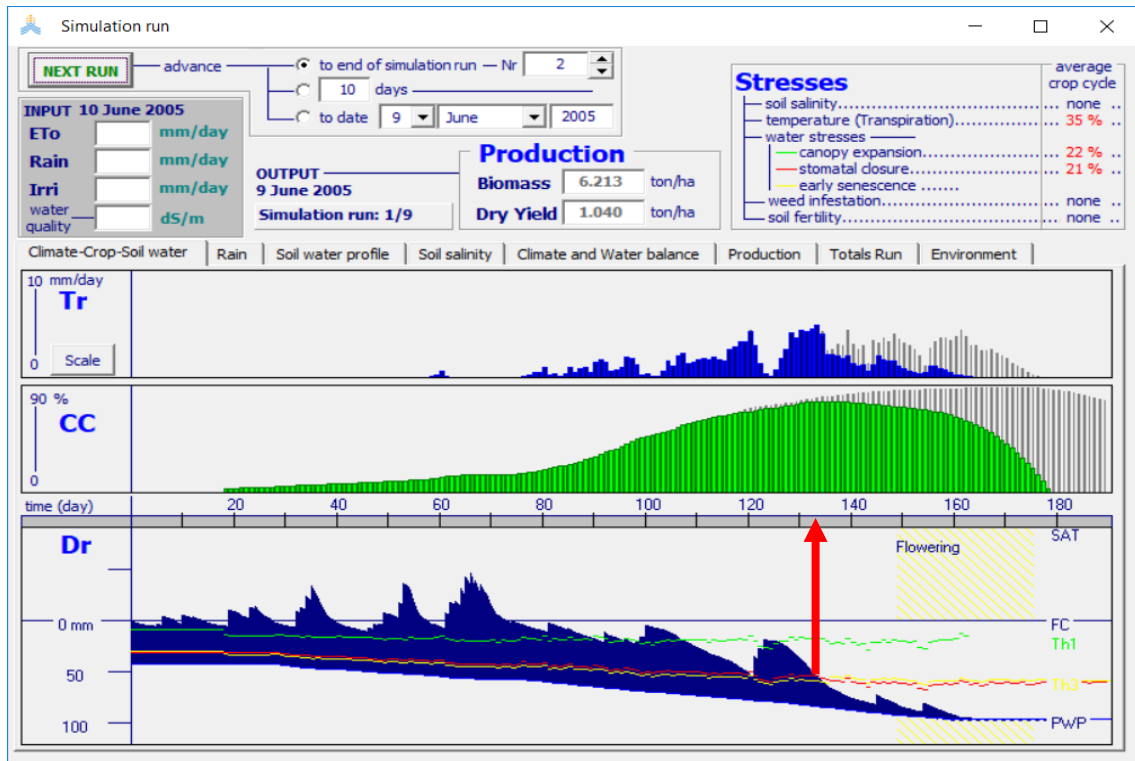 Simulation run
NEXT RUN
advance
to end of simulation run
Nr
2
10
days
to date
9
June
2005
INPUT 10 June 2005
ETo
mm/day
Rain
mm/day
Irri
mm/day
water
quality
dS/m
OUTPUT
9 June 2005
Simulation run: 1/9
Production
Biomass
6.213
ton/ha
Dry Yield
1.040
ton/ha
Stresses
average
crop cycle
soil salinity
none
temperature (Transpiration)
35 %
water stresses
canopy expansion
22 %
stomatal closure
21 %
early senescence
weed infestation
none
soil fertility
none
Climate-Crop-Soil water
Rain
Soil water profile
Soil salinity
Climate and Water balance
Production
Totals Run
Environment
10 mm/day
Tr
0
Scale
90 %
CC
0
time (day)
20
40
60
80
100
120
140
160
180
Dr
0 mm
50
100
Flowering
SAT
FC
Th1
Th3
PWP